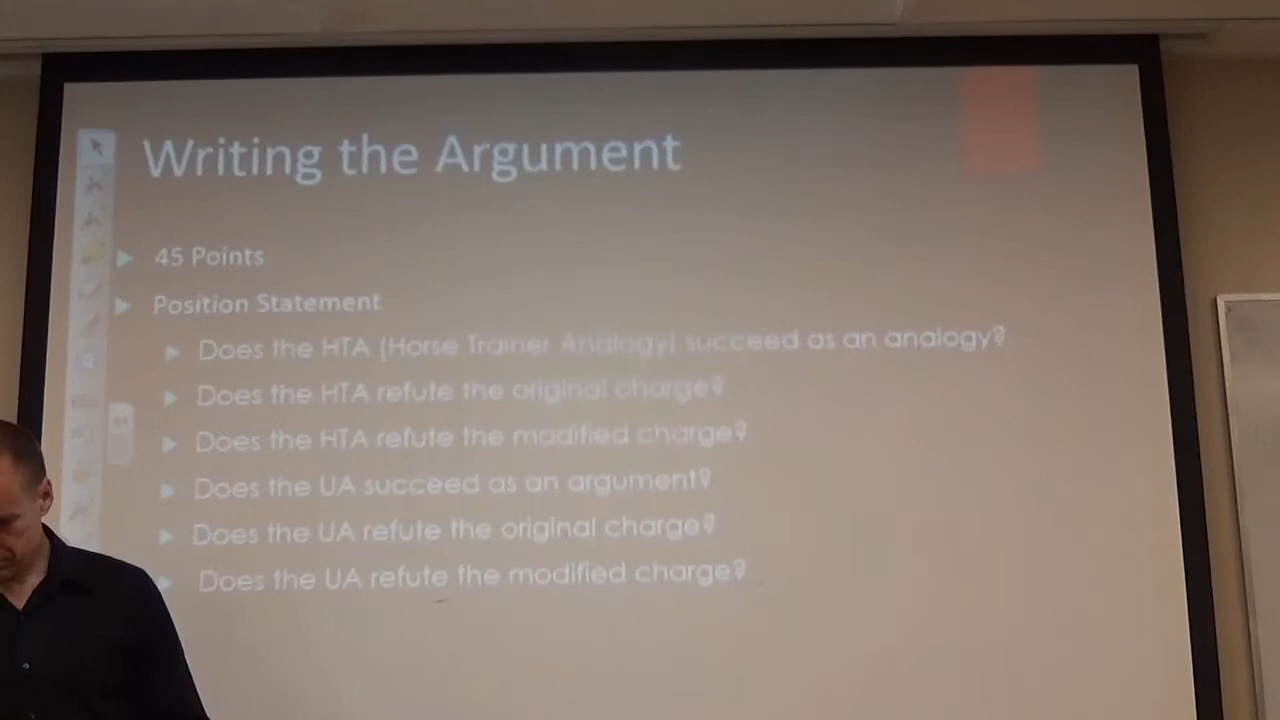 Writing the Argument
45 Points
Position Statement
Does the HTA (Horse Trainer Analogy) succeed as an analogy?
Does the HTA refute the original charge?
Does the HTA refute the modified charge?
Does the UA succeed as an argument?
Does the UA refute the original charge?
Does the UA refute the modified charge?